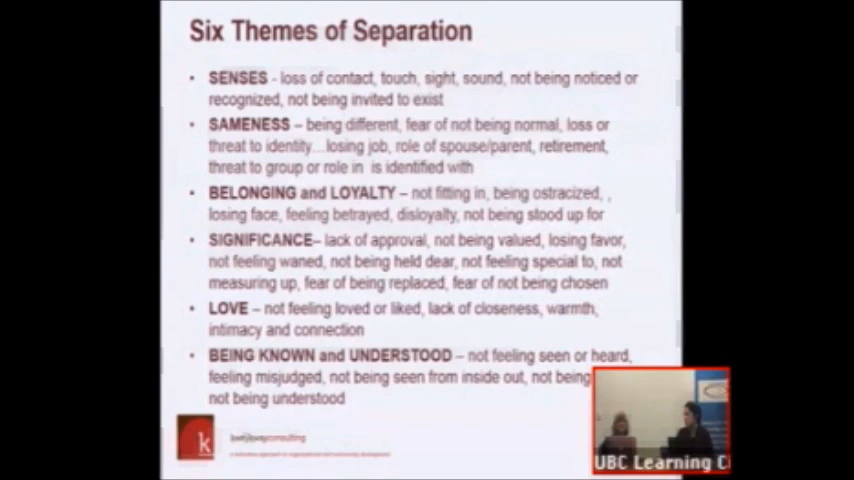 Six Themes of Separation
• SENSES - loss of contact, touch, sight, sound, not being noticed or
recognized, not being invited to exist
• SAMENESS – being different, fear of not being normal, loss or
threat to identity…losing job, role of spouse/parent, retirement,
threat to group or role in is identified with
• BELONGING and LOYALTY – not fitting in, being ostracized, ,
losing face, feeling betrayed, disloyalty, not being stood up for
• SIGNIFICANCE– lack of approval, not being valued, losing favor,
not feeling waned, not being held dear, not feeling special to, not
measuring up, fear of being replaced, fear of not being chosen
• LOVE – not feeling loved or liked, lack of closeness, warmth,
intimacy and connection
• BEING KNOWN and UNDERSTOOD – not feeling seen or heard,
feeling misjudged, not being seen from inside out, not being
not being understood
k
consulting
UBC Learning